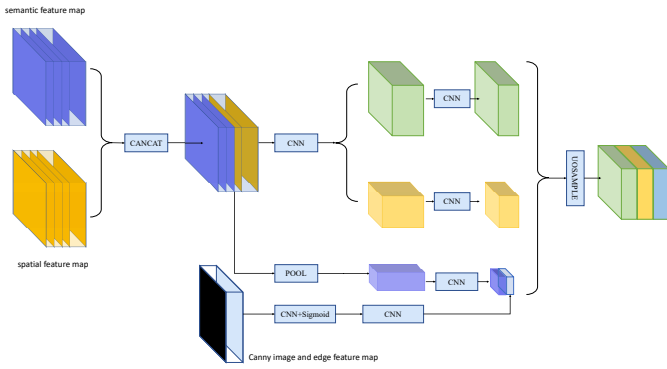 semantic feature map
CANCAT
CNN
CNN
CNN
UOSAMPLE
spatial feature map
POOL
CNN
CNN+Sigmoid
CNN
Canny image and edge feature map